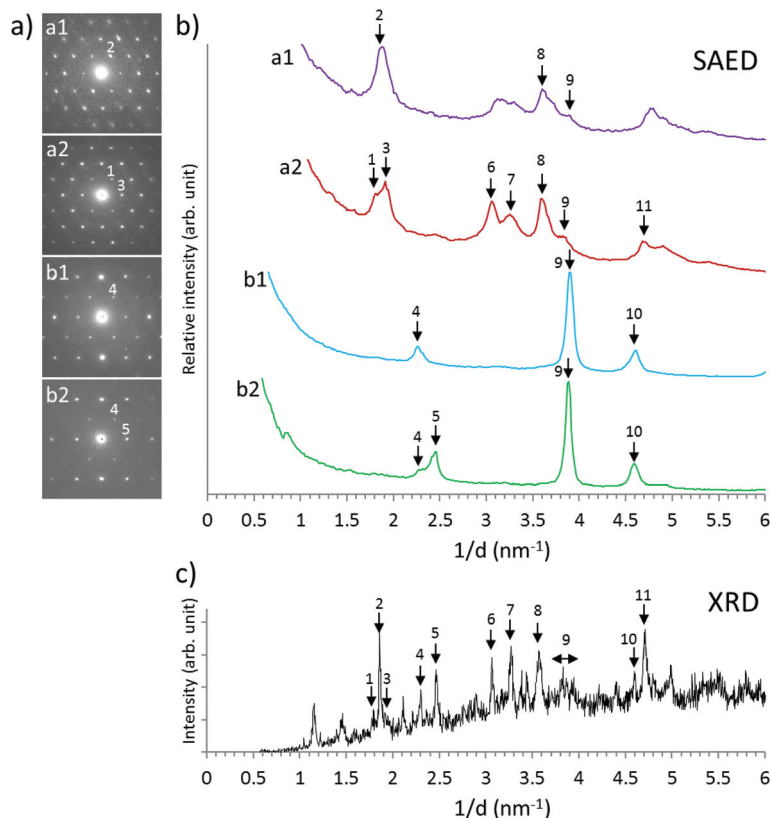 a)
a1
2
a2
1
3
b1
4
b2
4
5
b)
SAED
Relative intensity (arb. unit)
a1
2
8
9
a2
1
3
6
7
8
9
11
b1
4
9
10
b2
4
5
9
10
0 0.5 1 1.5 2 2.5 3 3.5 4 4.5 5 5.5 6
1/d (nm-1)
c)
XRD
Intensity (arb. unit)
1
2
3
4
5
6
7
8
9
10
11
0 0.5 1 1.5 2 2.5 3 3.5 4 4.5 5 5.5 6
1/d (nm-1)